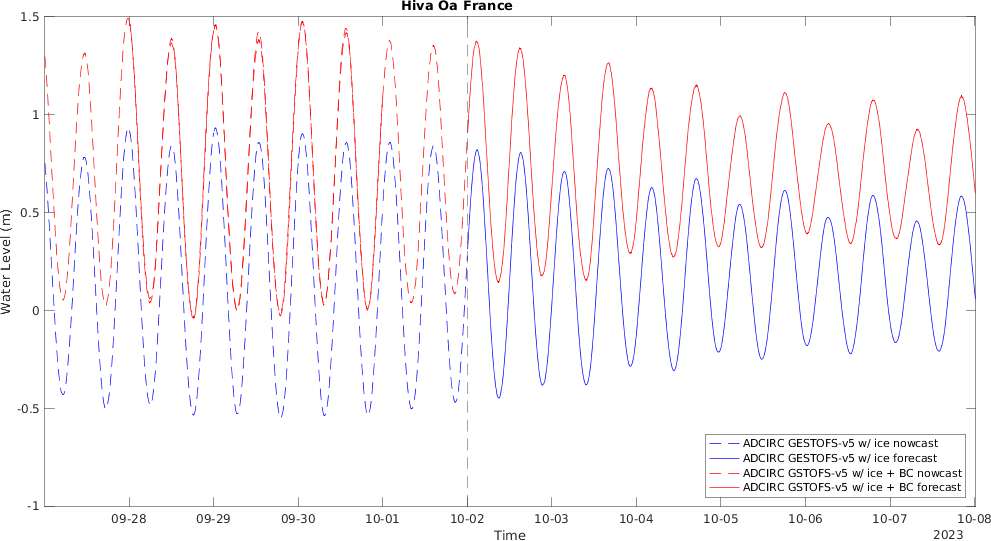 Hiva Oa France
1.5
1
0.5
0
-0.5
-1
Water Level (m)
ADCIRC GESTOFS-v5 w/ ice nowcast
ADCIRC GESTOFS-v5 w/ ice forecast
ADCIRC GSTOFS-v5 w/ ice + BC nowcast
ADCIRC GSTOFS-v5 w/ ice + BC forecast
09-28 09-29 09-30 10-01 10-02 10-03 10-04 10-05 10-06 10-07 10-08
Time
2023